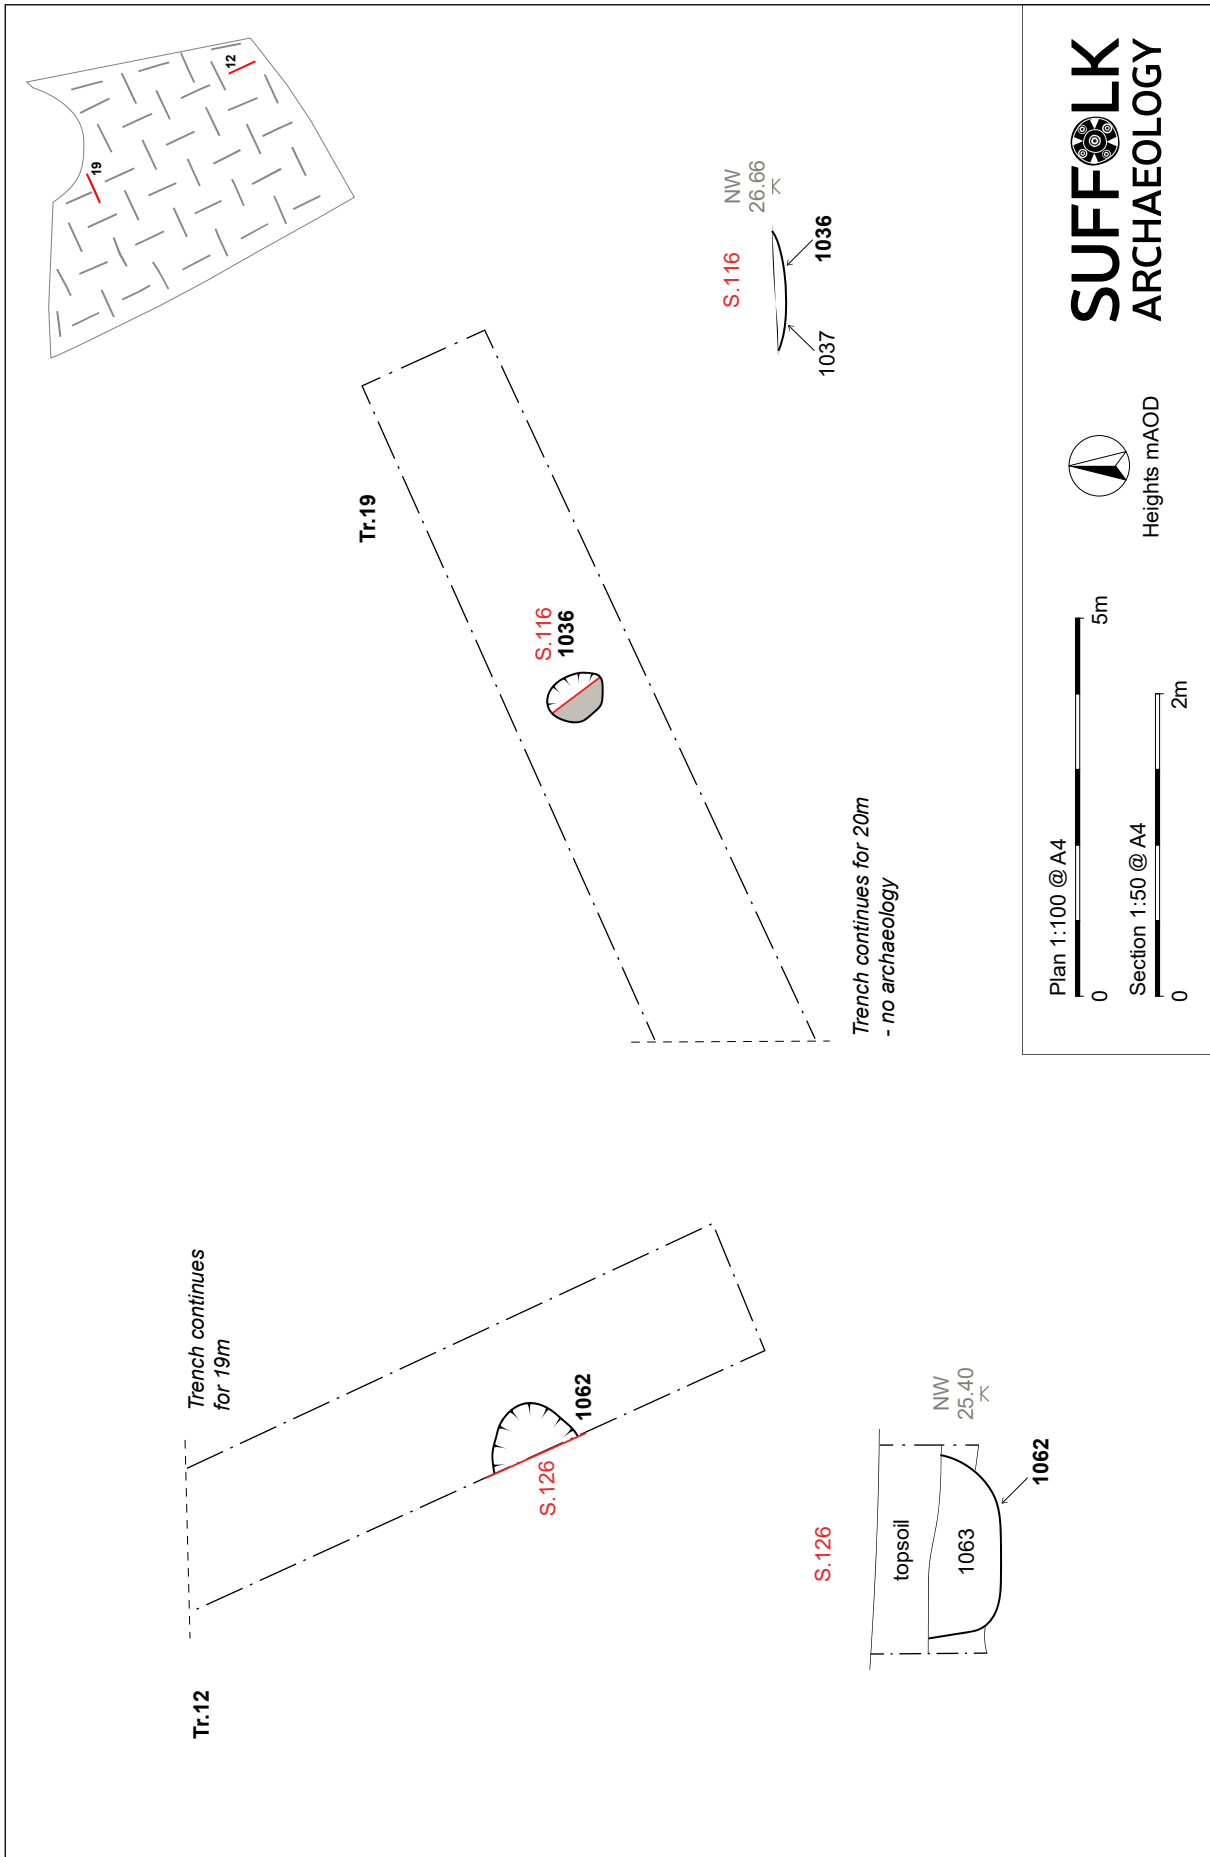 Tr.12
Trench continues
for 19m
S.126
1062
S.126
NW
25.40
topsoil
1063
1062
Tr.19
S.116
1036
Trench continues for 20m
- no archaeology
S.116
NW
26.66
1037
1036
19
12
Plan 1:100 @ A4
0
5m
Section 1:50 @ A4
0
2m
Heights mAOD
SUFFOLK
ARCHAEOLOGY